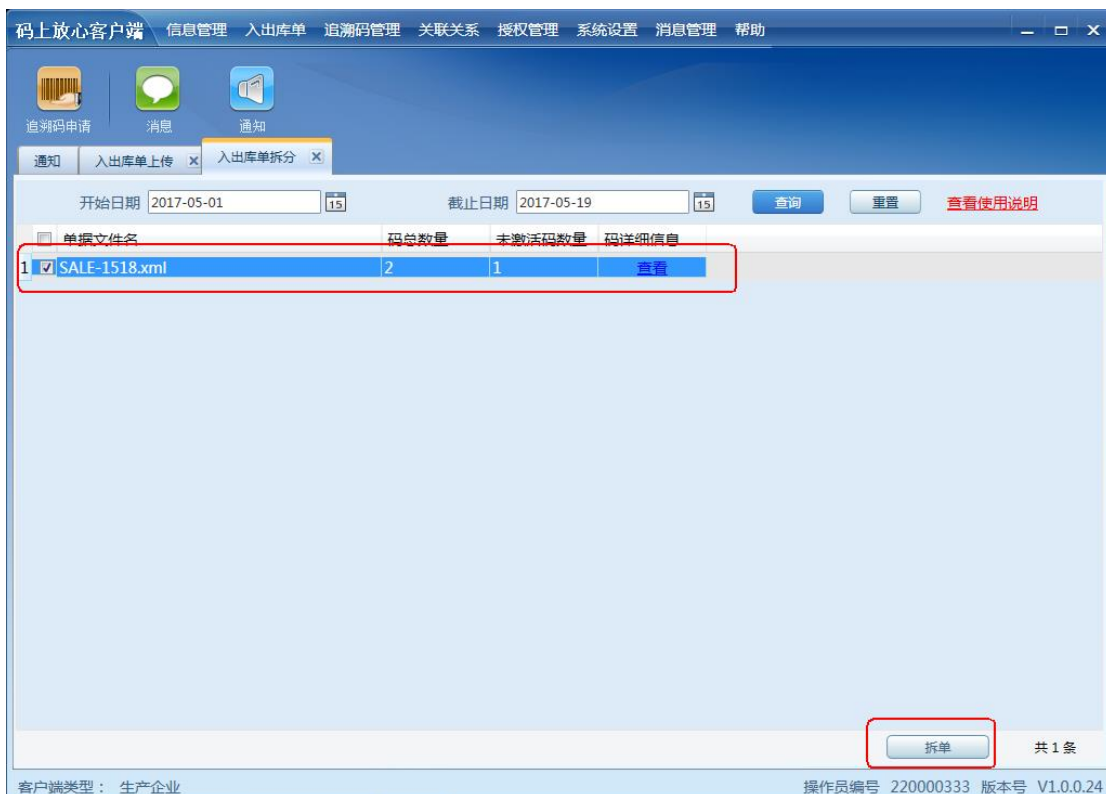 码上放心客户端 信息管理 入出库单 追溯码管理 关联关系 授权管理 系统设置 消息管理 帮助
追溯码申请 消息 通知
通知 入出库单上传 入出库单拆分
开始日期 2017-05-01 15 截止日期 2017-05-19 15 查询 重置 查看使用说明
单据文件名 码总数量 未激活码数量 码详细信息
1 SALE-1518.xml 2 1 查看
拆单 共 1 条
客户端类型： 生产企业 操作员编号 220000333 版本号 V1.0.0.24